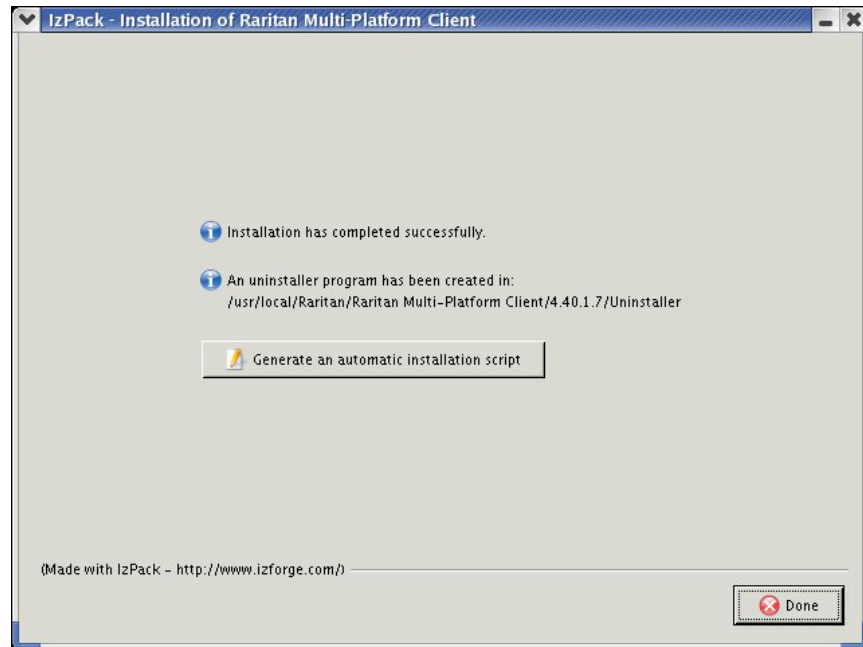 IzPack - Installation of Raritan Multi-Platform Client
Installation has completed successfully.
An uninstaller program has been created in:
/usr/local/Raritan/Raritan Multi-Platform Client/4.40.1.7/Uninstaller
Generate an automatic installation script
(Made with IzPack - http://www.izforge.com/)
Done